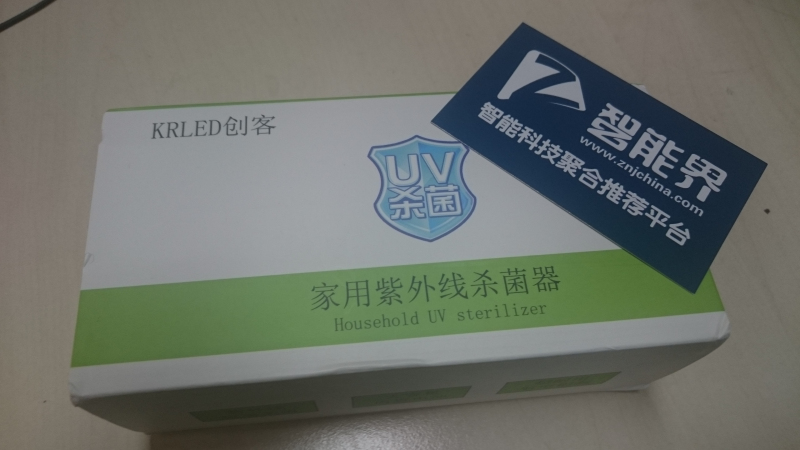 KRLED创客
UV
杀菌
家用紫外线杀菌器
Household UV sterilizer
智能界
www.znjchina.com
智能科技聚合推荐平台